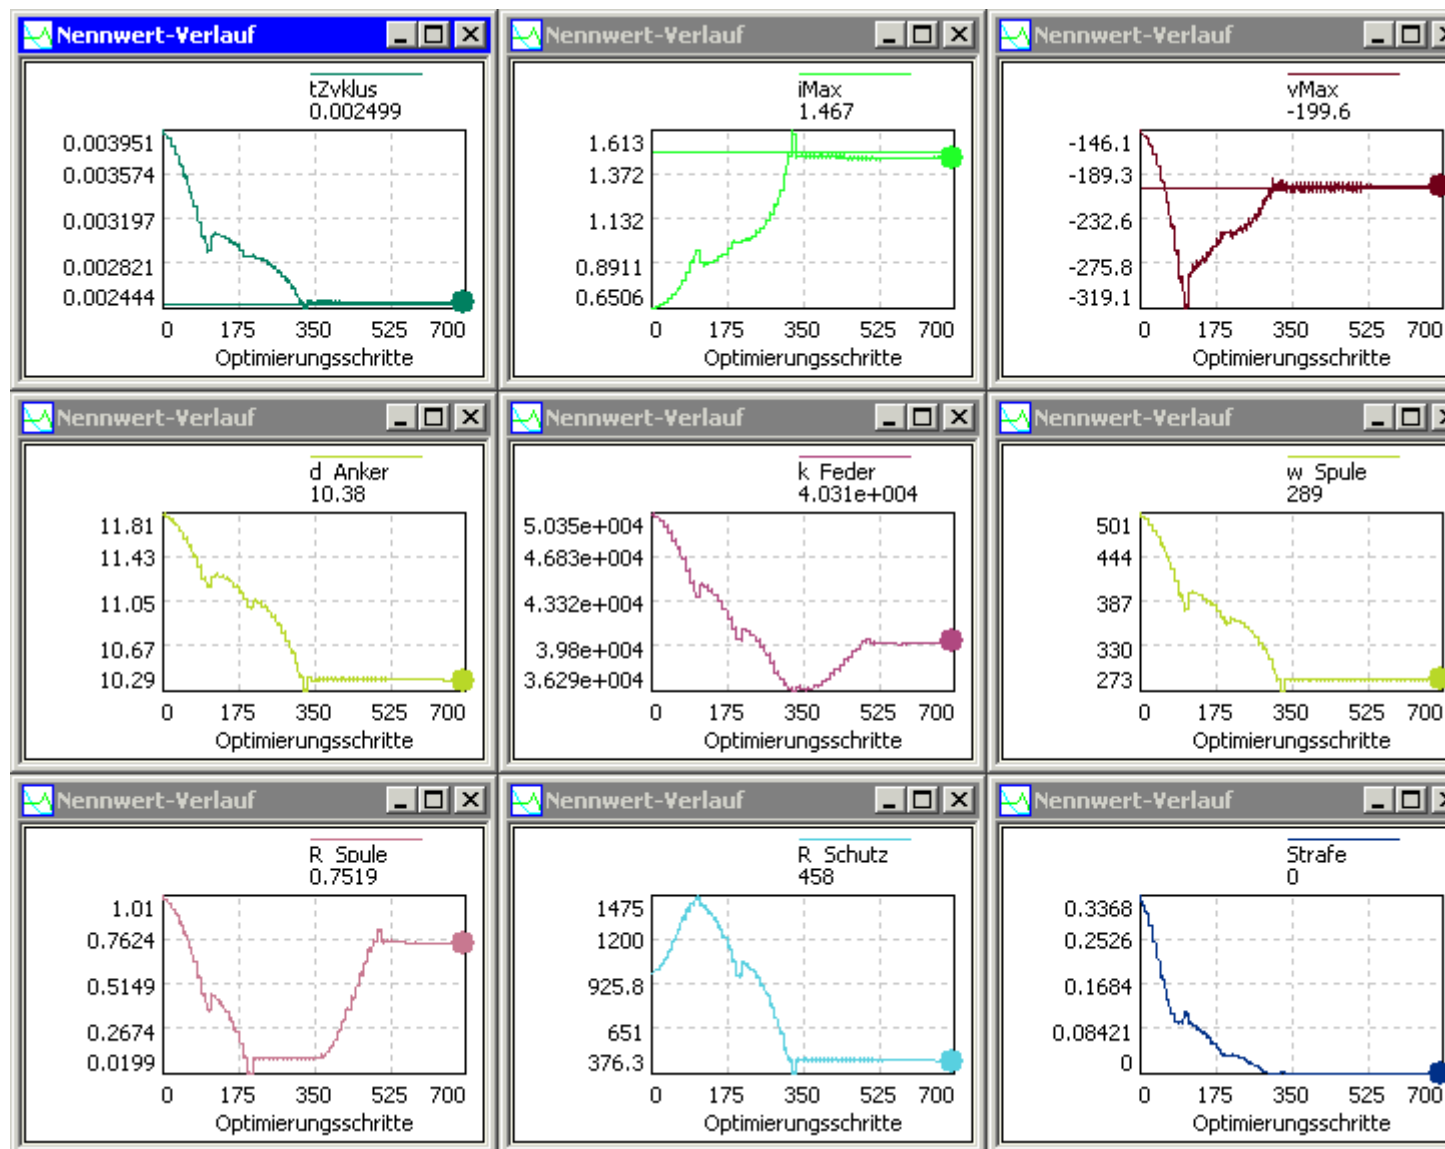 Nennwert-Verlauf
tZyklus
0.002499
0.003951
0.003574
0.003197
0.002821
0.002444
0 175 350 525 700
Optimierungsschritte
Nennwert-Verlauf
iMax
1.467
1.613
1.372
1.132
0.8911
0.6506
0 175 350 525 700
Optimierungsschritte
Nennwert-Verlauf
vMax
-199.6
-146.1
-189.3
-232.6
-275.8
-319.1
0 175 350 525 700
Optimierungsschritte
Nennwert-Verlauf
d_Anker
10.38
11.81
11.43
11.05
10.67
10.29
0 175 350 525 700
Optimierungsschritte
Nennwert-Verlauf
k_Feder
4.031e+004
5.035e+004
4.683e+004
4.332e+004
3.98e+004
3.629e+004
0 175 350 525 700
Optimierungsschritte
Nennwert-Verlauf
w_Spule
289
501
444
387
330
273
0 175 350 525 700
Optimierungsschritte
Nennwert-Verlauf
R_Spule
0.7519
1.01
0.7624
0.5149
0.2674
0.0199
0 175 350 525 700
Optimierungsschritte
Nennwert-Verlauf
R_Schutz
458
1475
1200
925.8
651
376.3
0 175 350 525 700
Optimierungsschritte
Nennwert-Verlauf
Strafe
0
0.3368
0.2526
0.1684
0.08421
0
0 175 350 525 700
Optimierungsschritte